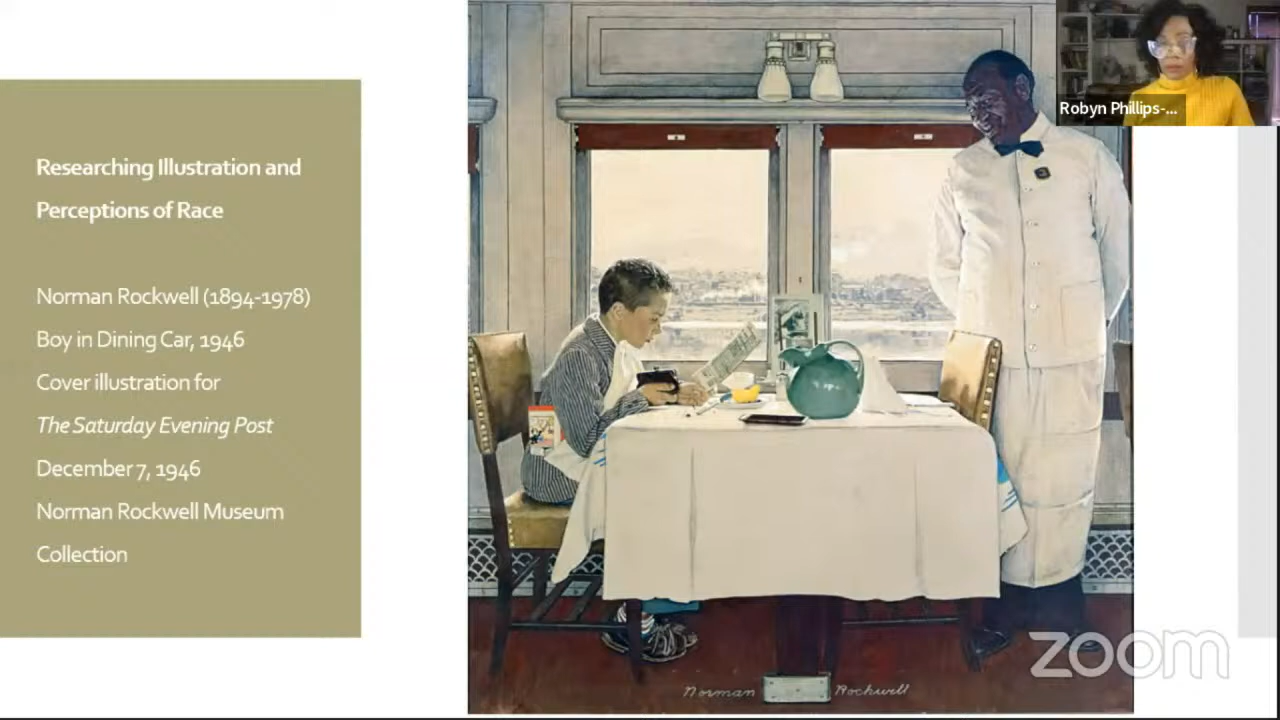 Researching Illustration and
Perceptions of Race
Norman Rockwell (1894-1978)
Boy in Dining Car, 1946
Cover illustration for
The Saturday Evening Post
December 7, 1946
Norman Rockwell Museum
Collection
Robyn Phillips-...
Norman Rockwell
zoom